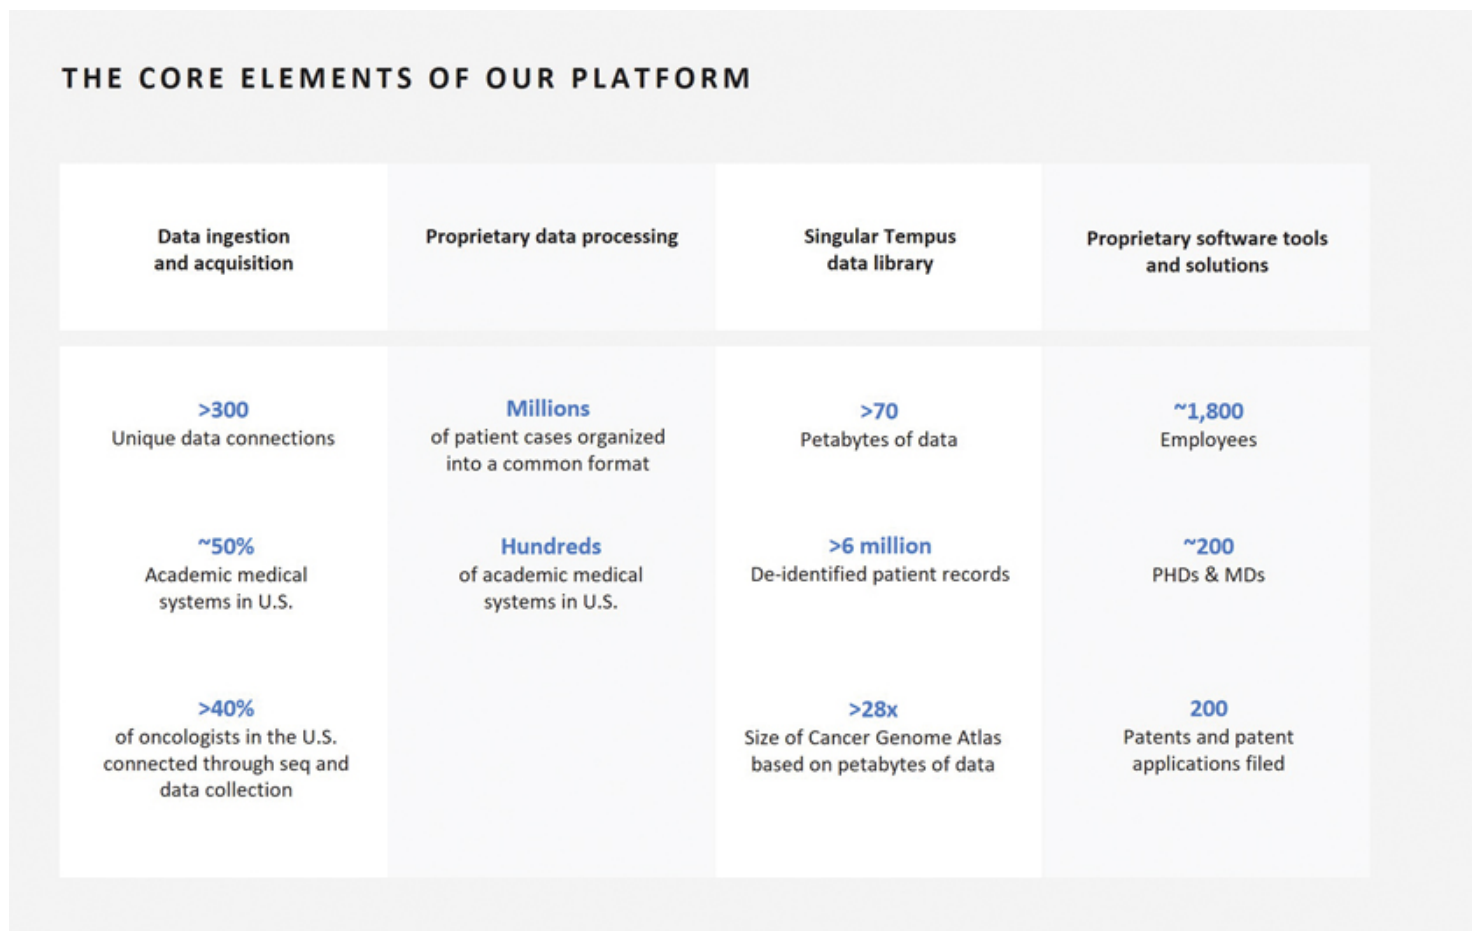 THE CORE ELEMENTS OF OUR PLATFORM
Data ingestion
and acquisition
Proprietary data processing
Singular Tempus
data library
Proprietary software tools
and solutions
>300
Unique data connections
~50%
Academic medical
systems in U.S.
>40%
of oncologists in the U.S.
connected through seq and
data collection
Millions
of patient cases organized
into a common format
Hundreds
of academic medical
systems in U.S.
>70
Petabytes of data
>6 million
De-identified patient records
>28x
Size of Cancer Genome Atlas
based on petabytes of data
~1,800
Employees
~200
PHDs & MDs
200
Patents and patent
applications filed